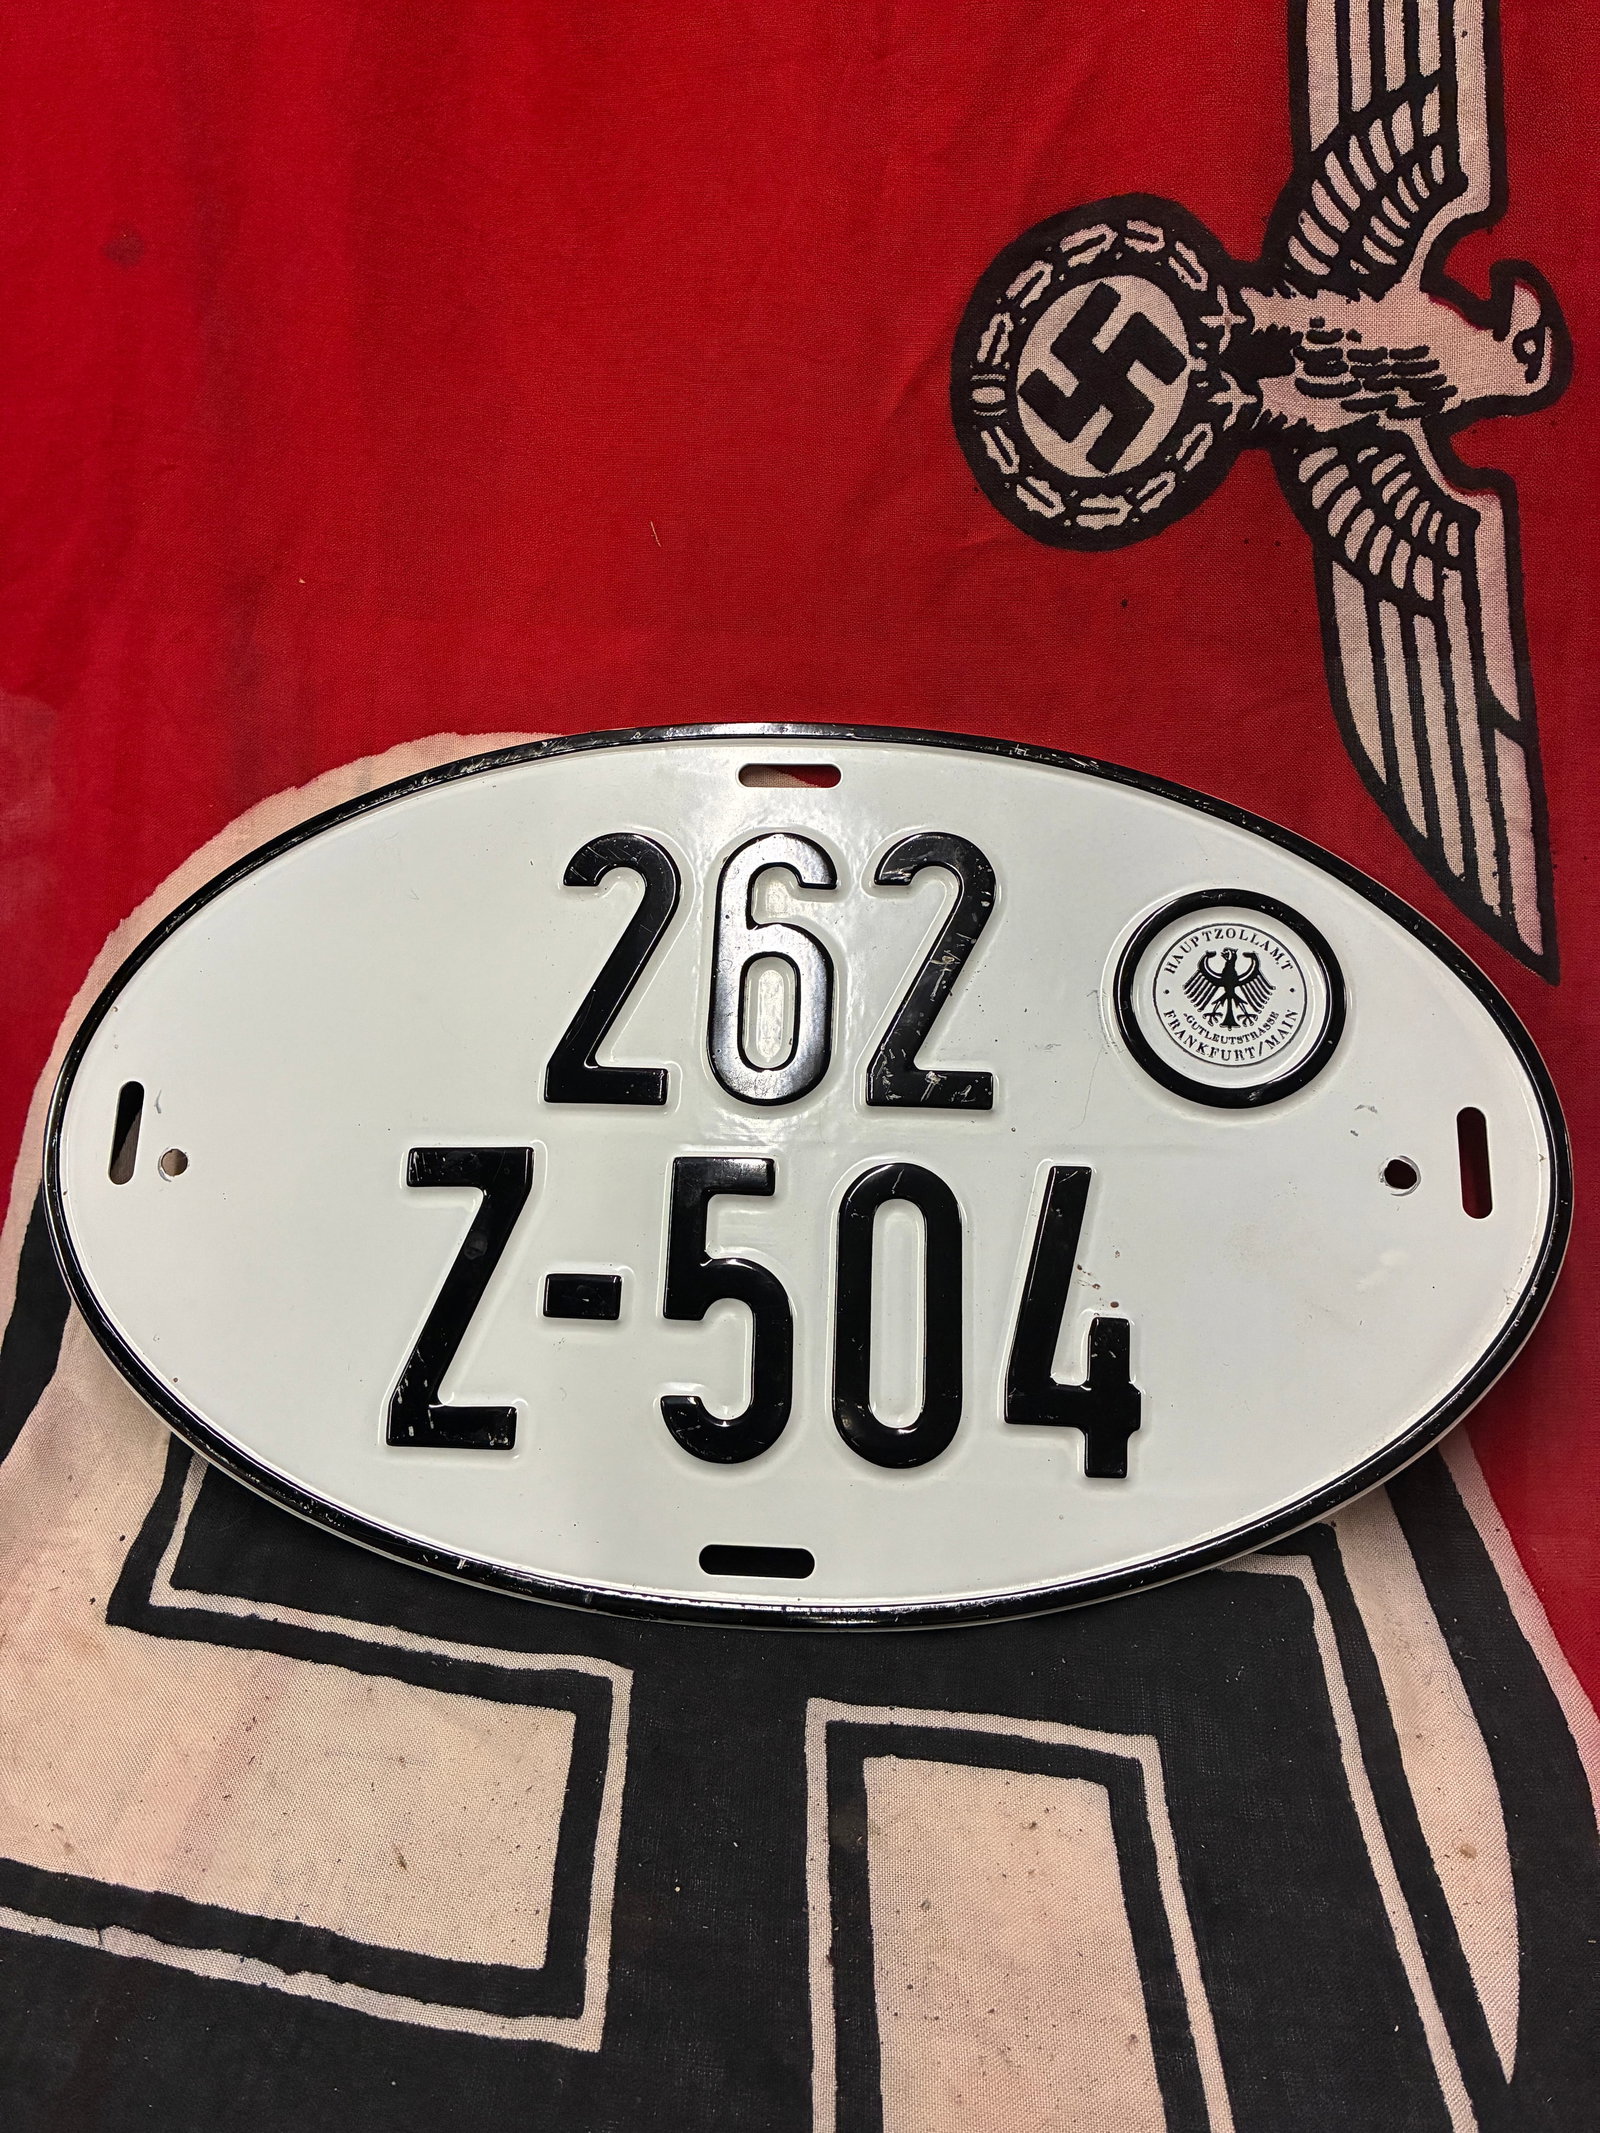 262
HAUPTZOLLAMT
GUTLEUTSTRASSE
FRANKFURT/MAIN
Z-504